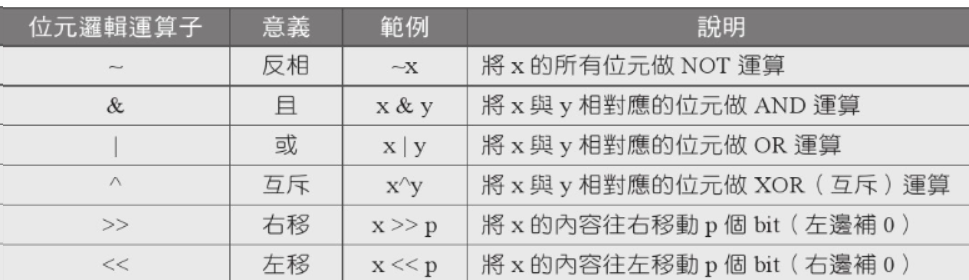 位元邏輯運算子 意義 範例 說明
~ 反相 ~x 將 x 的所有位元做 NOT 運算
& 且 x & y 將 x 與 y 相對應的位元做 AND 運算
| 或 x | y 將 x 與 y 相對應的位元做 OR 運算
^ 互斥 x^y 將 x 與 y 相對應的位元做 XOR（互斥）運算
>> 右移 x >> p 將 x 的內容往右移動 p 個 bit（左邊補 0）
<< 左移 x << p 將 x 的內容往左移動 p 個 bit（右邊補 0）